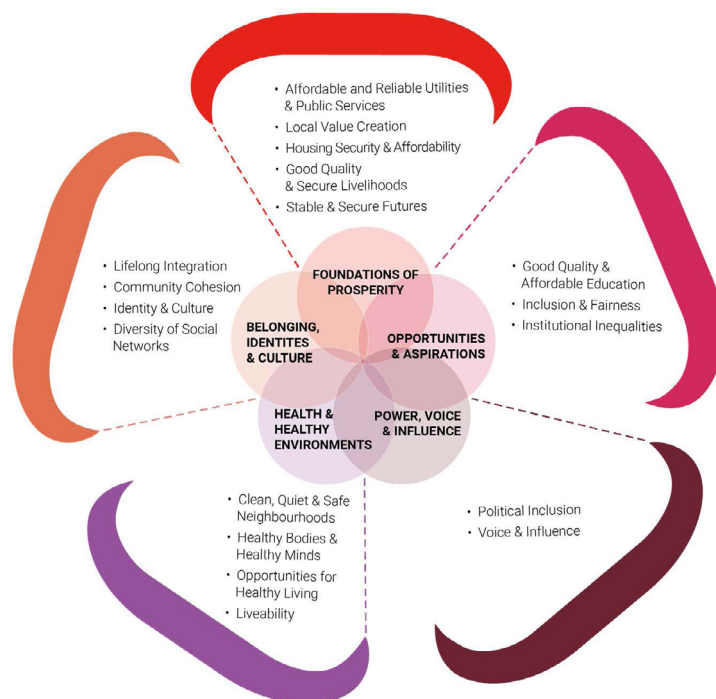 • Affordable and Reliable Utilities
& Public Services
• Local Value Creation
• Housing Security & Affordability
• Good Quality
& Secure Livelihoods
• Stable & Secure Futures
• Lifelong Integration
• Community Cohesion
• Identity & Culture
• Diversity of Social
Networks
• Good Quality &
Affordable Education
• Inclusion & Fairness
• Institutional Inequalities
FOUNDATIONS OF
PROSPERITY
BELONGING,
IDENTITES
& CULTURE
OPPORTUNITIES
& ASPIRATIONS
HEALTH &
HEALTHY
ENVIRONMENTS
POWER, VOICE
& INFLUENCE
• Clean, Quiet & Safe
Neighbourhoods
• Healthy Bodies &
Healthy Minds
• Opportunities for
Healthy Living
• Liveability
• Political Inclusion
• Voice & Influence